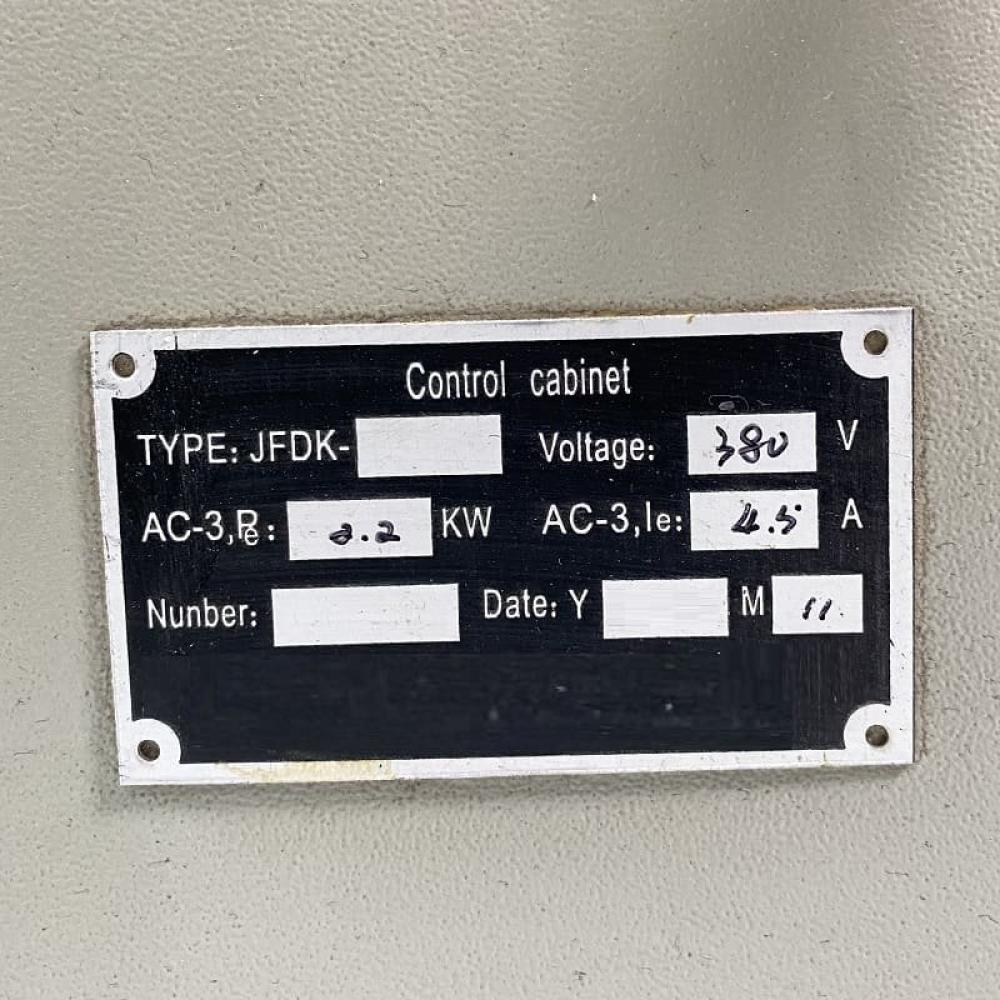 Control cabinet
TYPE: JFDK- Voltage: 380 V
AC-3,Pe: 2.2 KW AC-3,Ie: 4.5 A
Nunber: Date: Y M 11